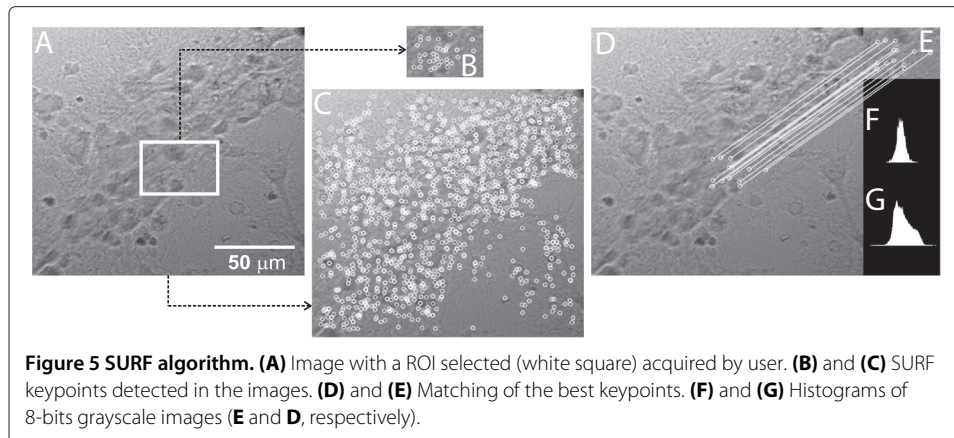 A
B
C
50 μm
D
E
F
G
Figure 5 SURF algorithm. (A) Image with a ROI selected (white square) acquired by user. (B) and (C) SURF
keypoints detected in the images. (D) and (E) Matching of the best keypoints. (F) and (G) Histograms of
8-bits grayscale images (E and D, respectively).